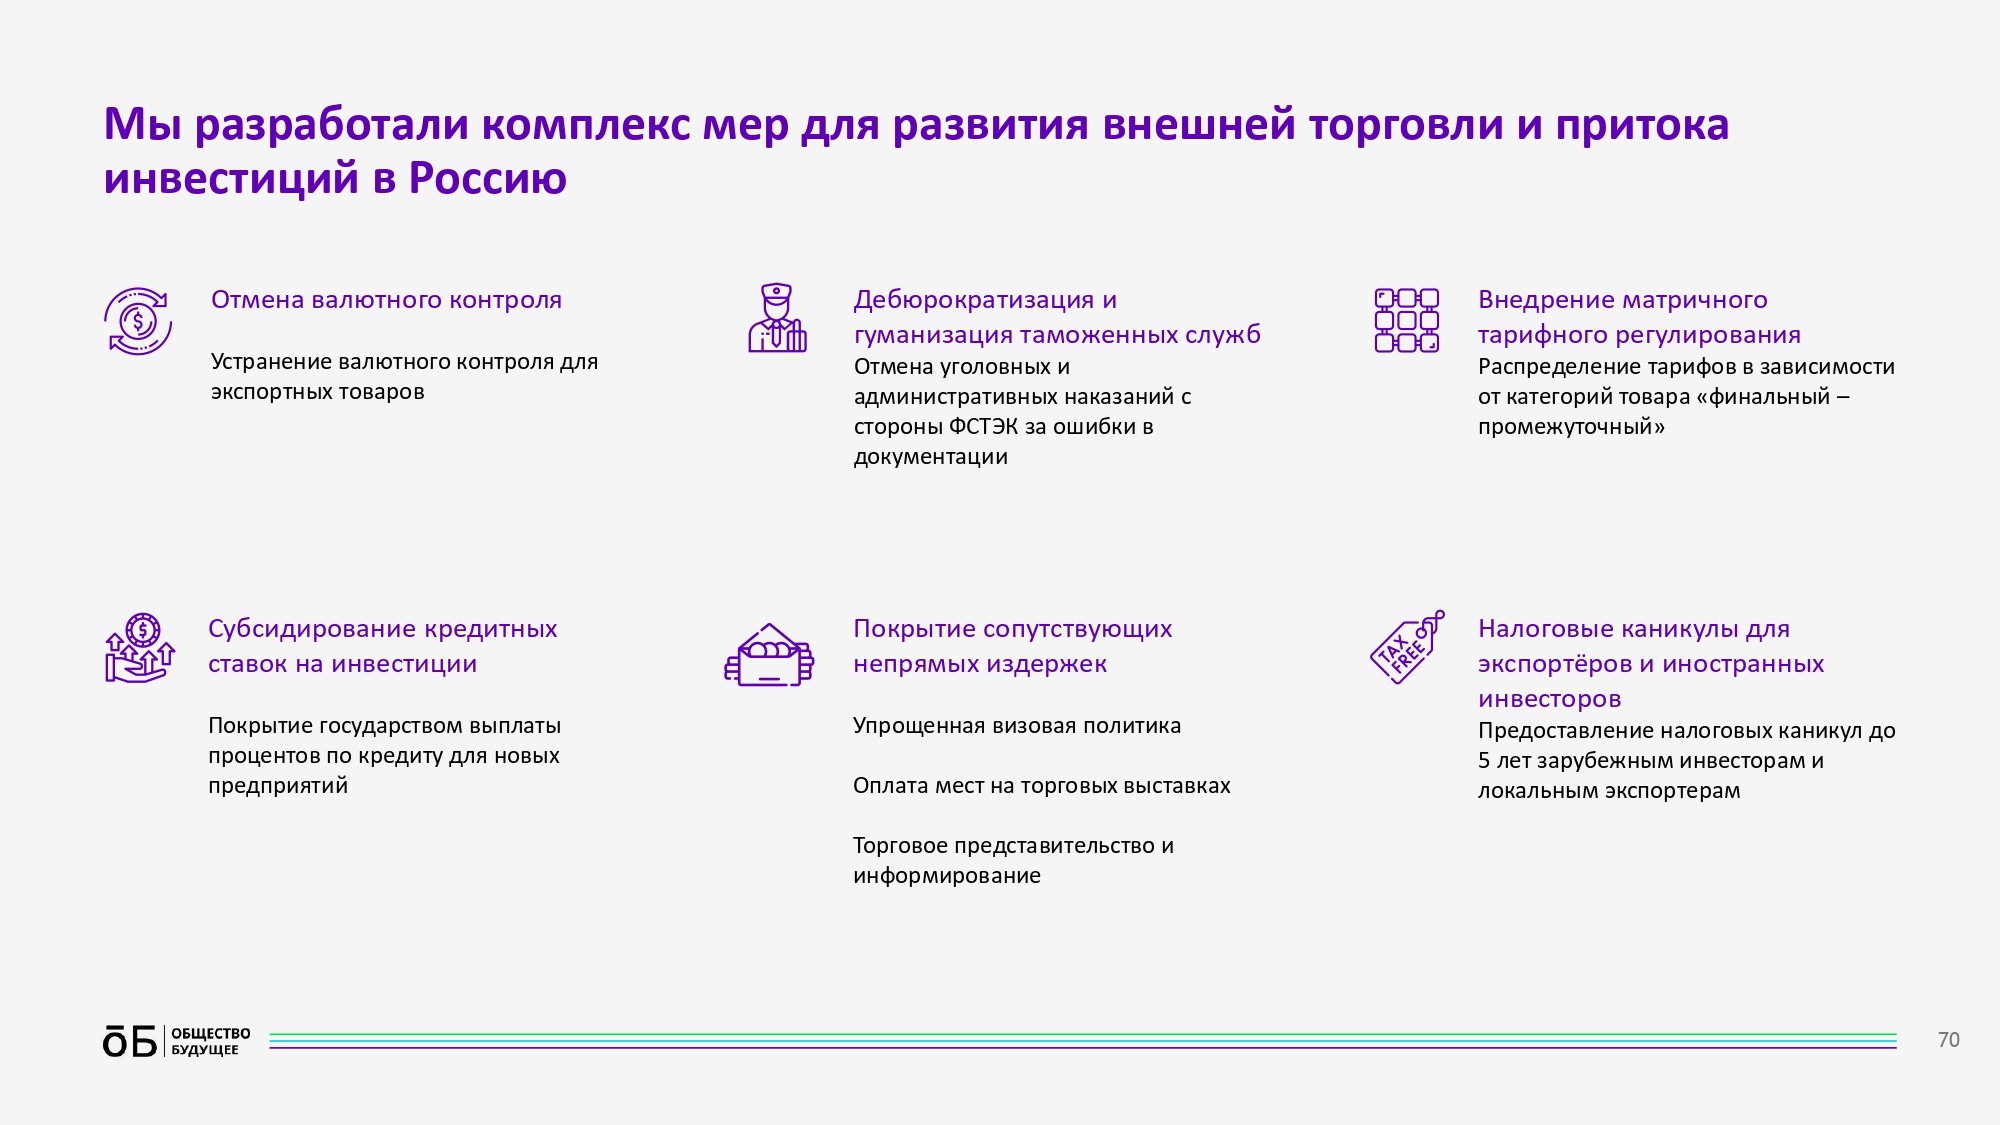 Мы разработали комплекс мер для развития внешней торговли и притока
инвестиций в Россию
Отмена валютного контроля
Устранение валютного контроля для
экспортных товаров
Дебюрократизация и
гуманизация таможенных служб
Отмена уголовных и
административных наказаний с
стороны ФСТЭК за ошибки в
документации
Внедрение матричного
тарифного регулирования
Распределение тарифов в зависимости
от категорий товара «финальный –
промежуточный»
Субсидирование кредитных
ставок на инвестиции
Покрытие государством выплаты
процентов по кредиту для новых
предприятий
Покрытие сопутствующих
непрямых издержек
Упрощенная визовая политика
Оплата мест на торговых выставках
Торговое представительство и
информирование
TAX
FREE
Налоговые каникулы для
экспортёров и иностранных
инвесторов
Предоставление налоговых каникул до
5 лет зарубежным инвесторам и
локальным экспортерам
ōБ
ОБЩЕСТВО
БУДУЩЕЕ
70